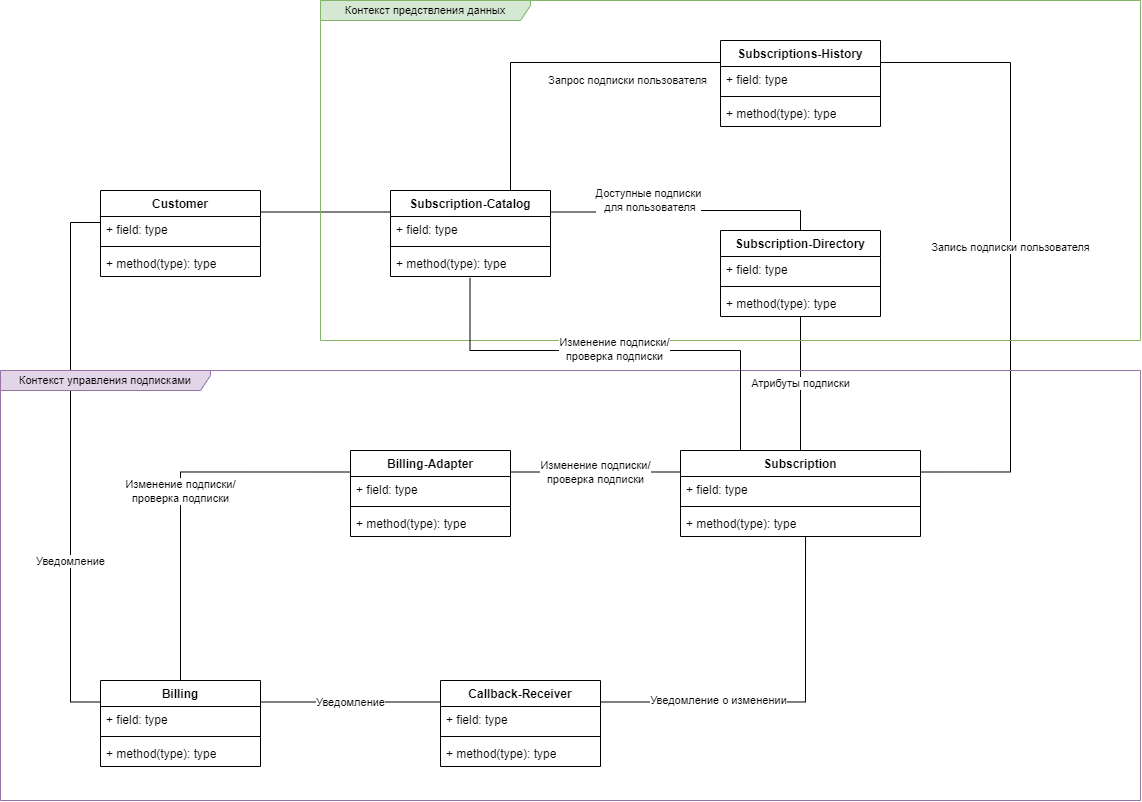 Контекст предствления данных
Subscriptions-History
+ field: type
+ method(type): type
Запрос подписки пользователя
Customer
+ field: type
+ method(type): type
Subscription-Catalog
+ field: type
+ method(type): type
Доступные подписки
для пользователя
Subscription-Directory
+ field: type
+ method(type): type
Запись подписки пользователя
Изменение подписки/
проверка подписки
Контекст управления подписками
Атрибуты подписки
Billing-Adapter
+ field: type
+ method(type): type
Изменение подписки/
проверка подписки
Subscription
+ field: type
+ method(type): type
Изменение подписки/
проверка подписки
Уведомление
Billing
+ field: type
+ method(type): type
Уведомление
Callback-Receiver
+ field: type
+ method(type): type
Уведомление о изменении